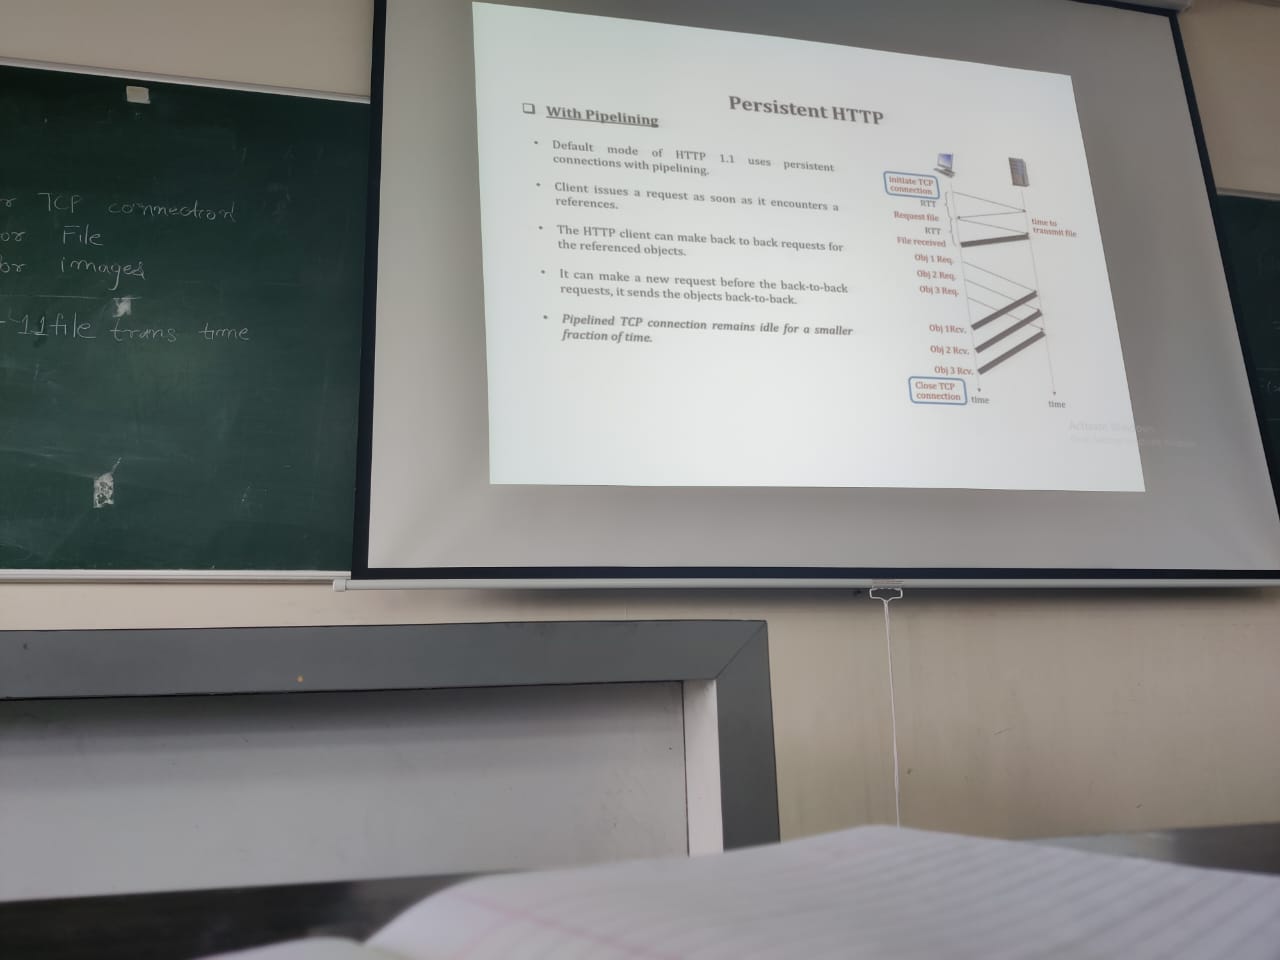 TCP connection
File
images
11 file trans time
Persistent HTTP
❑ With Pipelining
• Default mode of HTTP 1.1 uses persistent
connections with pipelining.
• Client issues a request as soon as it encounters a
references.
• The HTTP client can make back to back requests for
the referenced objects.
• It can make a new request before the back-to-back
requests, it sends the objects back-to-back.
• Pipelined TCP connection remains idle for a smaller
fraction of time.
Initiate TCP
connection
RTT
Request file
RTT
File received
time to
transmit file
Obj 1 Req.
Obj 2 Req.
Obj 3 Req.
Obj 1Rcv.
Obj 2 Rcv.
Obj 3 Rcv.
Close TCP
connection
time
time
Activate Windows